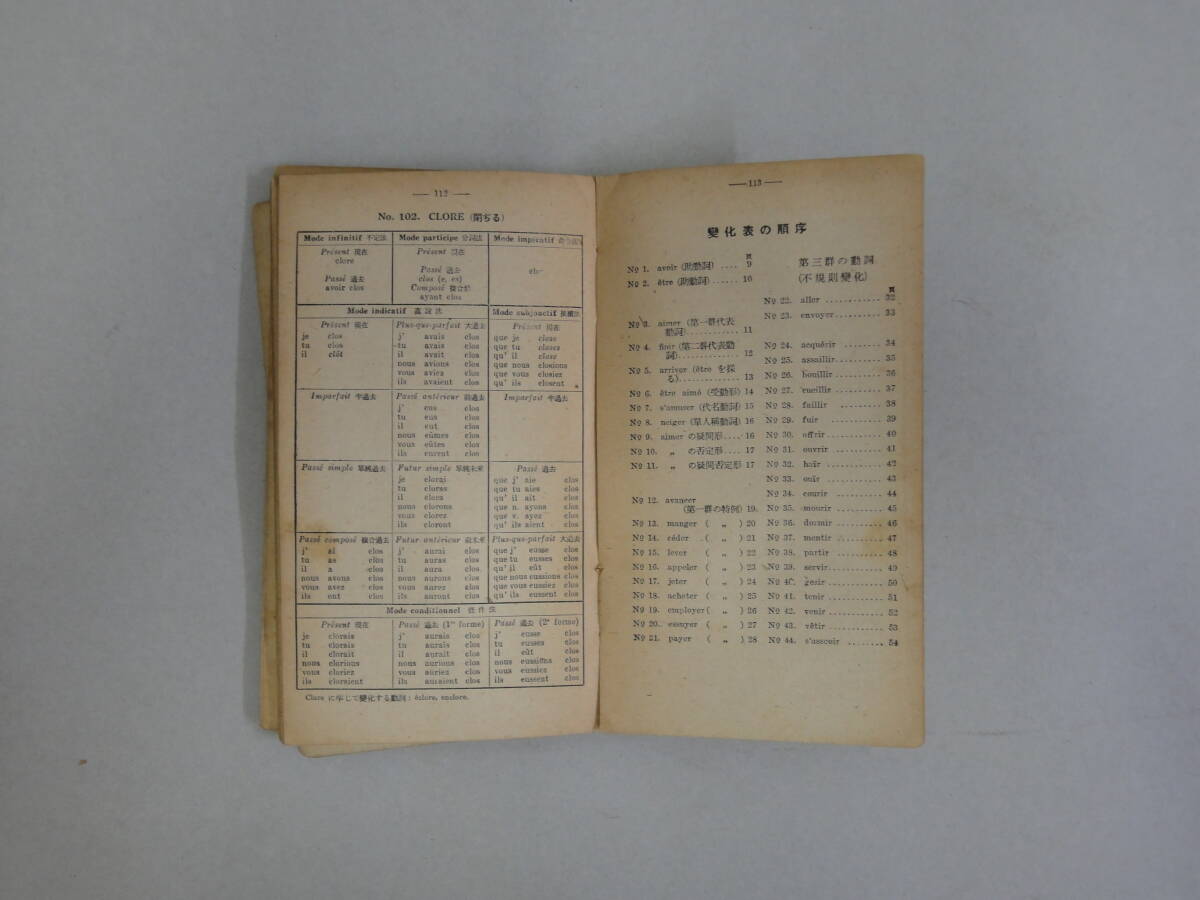 — 112 —
No. 102. CLORE (閉ぢる)
Mode infinitif 不定法
Présent 現在
clore
Passé 過去
avoir clos
Mode participe 分詞法
Présent 現在
Passé 過去
clos (e, es)
Composé 複合形
ayant clos
Mode impératif 命令法
Mode indicatif 直説法
Présent 現在
je clos
tu clos
il clôt
Plus-que-parfait 大過去
j' avais clos
tu avais clos
il avait clos
nous avions clos
vous aviez clos
ils avaient clos
Mode subjonctif 接續法
Présent 現在
que je close
que tu closes
qu' il close
que nous closions
que vous closiez
qu' ils closent
Imparfait 半過去
Passé antérieur 前過去
j' eus clos
tu eus clos
il eut clos
nous eûmes clos
vous eûtes clos
ils eurent clos
Imparfait 半過去
Passé simple 單純過去
Futur simple 單純未來
je clorai
tu cloras
il clora
nous clorons
vous clorez
ils cloront
Passé 過去
que j' aie clos
que tu aies clos
qu' il ait clos
que n. ayons clos
que v. ayez clos
qu' ils aient clos
Passé composé 複合過去
j' ai clos
tu as clos
il a clos
nous avons clos
vous avez clos
ils ont clos
Futur antérieur 前未來
j' aurai clos
tu auras clos
il aura clos
nous aurons clos
vous aurez clos
ils auront clos
Plus-que-parfait 大過去
que j' eusse clos
que tu eusses clos
qu' il eût clos
que nous eussions clos
que vous eussiez clos
qu' ils eussent clos
Mode conditionnel 條件法
Présent 現在
je clorais
tu clorais
il clorait
nous clorions
vous cloriez
ils cloraient
Passé 過去 (1re forme)
j' aurais clos
tu aurais clos
il aurait clos
nous aurions clos
vous auriez clos
ils auraient clos
Passé 過去 (2e forme)
j' eusse clos
tu eusses clos
il eût clos
nous eussions clos
vous eussiez clos
ils eussent clos
Clore に準じて變化する動詞: éclore, enclore.
— 113 —
變化表の順序
頁
No 1. avoir (助動詞) .... 9
No 2. être (助動詞) ...... 10
No 3. aimer (第一群代表
動詞) ............ 11
No 4. finir (第二群代表動
詞) ............ 12
No 5. arriver (être を採
る) ............ 13
No 6. être aimé (受動形) 14
No 7. s'amuser (代名動詞) 15
No 8. neiger (單人稱動詞) 16
No 9. aimer の疑問形 .... 16
No 10. 〃 の否定形 .... 17
No 11. 〃 の疑問否定形 17
No 12. avancer
(第一群の特例) 19
No 13. manger ( 〃 ) 20
No 14. céder ( 〃 ) 21
No 15. lever ( 〃 ) 22
No 16. appeler ( 〃 ) 23
No 17. jeter ( 〃 ) 24
No 18. acheter ( 〃 ) 25
No 19. employer ( 〃 ) 26
No 20. essuyer ( 〃 ) 27
No 21. payer ( 〃 ) 28
第三群の動詞
(不規則變化)
頁
No 22. aller .......... 32
No 23. envoyer .......... 33
No 24. acquérir .......... 34
No 25. assaillir .......... 35
No 26. bouillir .......... 36
No 27. cueillir .......... 37
No 28. faillir .......... 38
No 29. fuir .......... 39
No 30. offrir .......... 40
No 31. ouvrir .......... 41
No 32. haïr .......... 42
No 33. ouïr .......... 43
No 34. courir .......... 44
No 35. mourir .......... 45
No 36. dormir .......... 46
No 37. mentir .......... 47
No 38. partir .......... 48
No 39. servir .......... 49
No 40. gésir .......... 50
No 41. tenir .......... 51
No 42. venir .......... 52
No 43. vêtir .......... 53
No 44. s'asseoir ........ 54